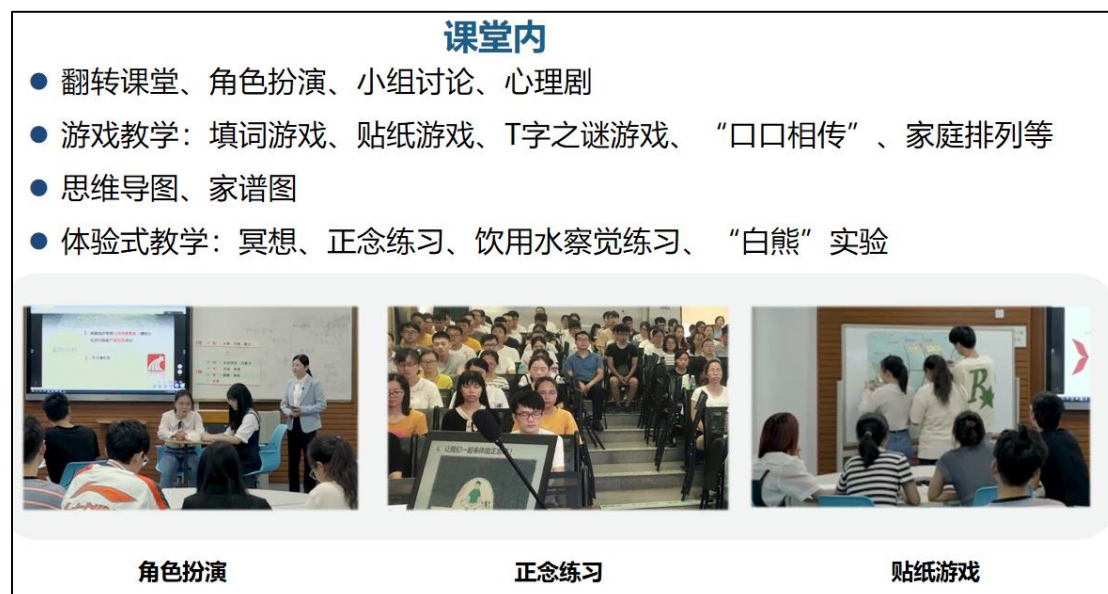 课堂内
● 翻转课堂、角色扮演、小组讨论、心理剧
● 游戏教学：填词游戏、贴纸游戏、T字之谜游戏、“口口相传”、家庭排列等
● 思维导图、家谱图
● 体验式教学：冥想、正念练习、饮用水察觉练习、“白熊”实验
角色扮演
正念练习
贴纸游戏